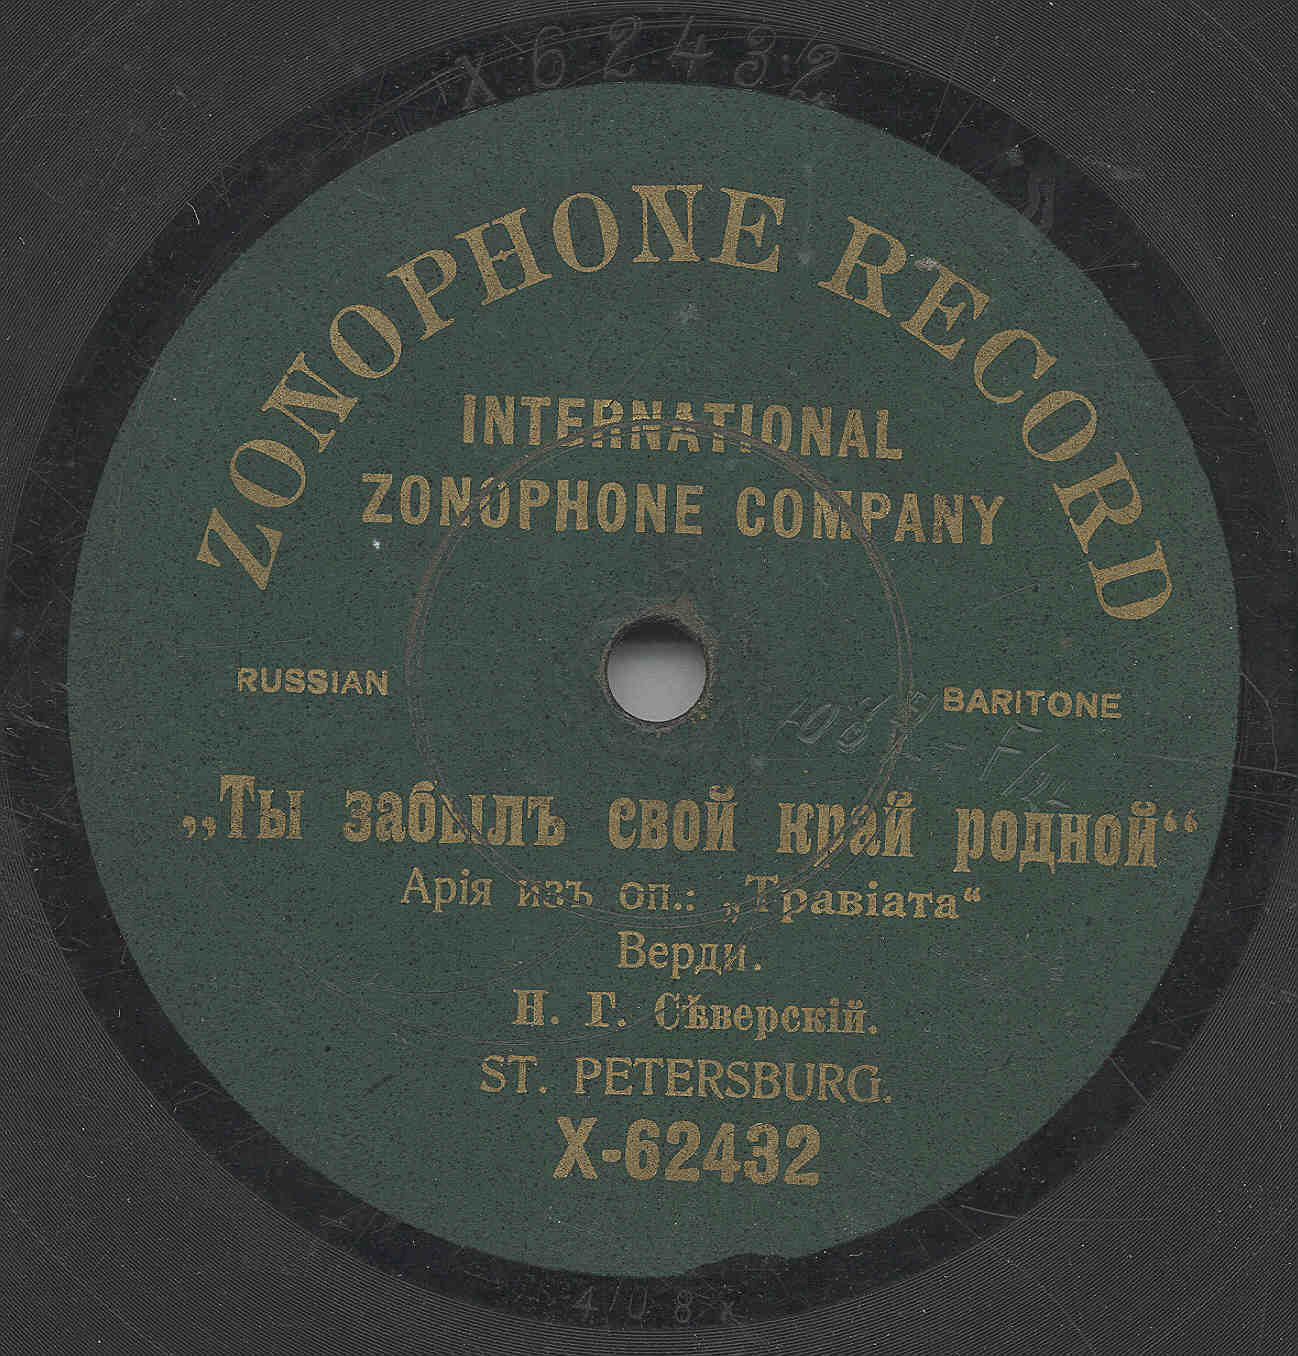 X62432
ZONOPHONE RECORD
INTERNATIONAL
ZONOPHONE COMPANY
RUSSIAN
BARITONE
„Ты забылъ свой край родной“
Арія изъ оп.: „Травіата“
Верди.
Н. Г. Сѣверскій.
ST. PETERSBURG.
X-62432